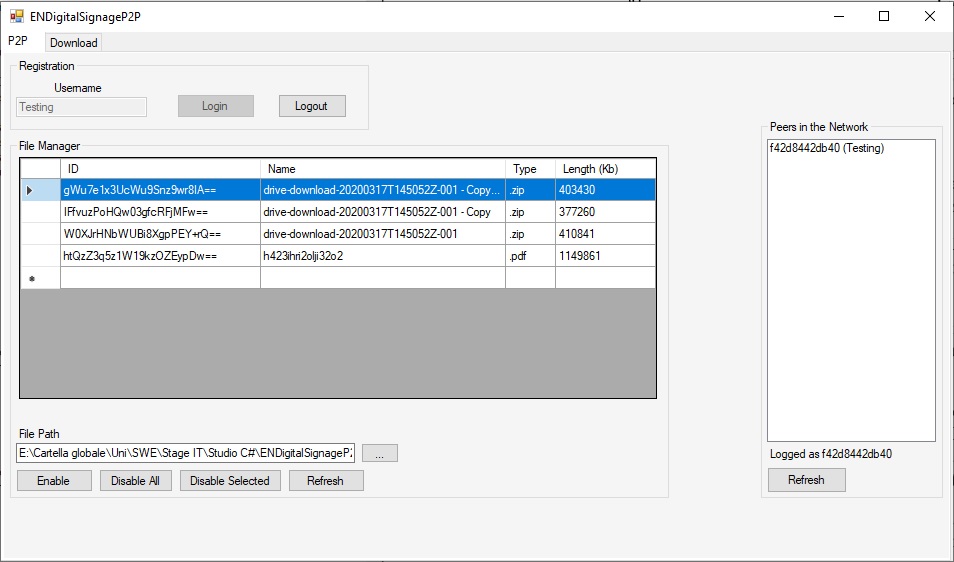 ENDigitalSignageP2P
P2P Download
Registration
Username
Testing Login Logout
File Manager
ID Name Type Length (Kb)
gWu7e1x3UcWu9Snz9wr8IA== drive-download-20200317T145052Z-001 - Copy... .zip 403430
IFfvuzPoHQw03gfcRFjMFw== drive-download-20200317T145052Z-001 - Copy .zip 377260
W0XJrHNbWUBi8XgpPEY+rQ== drive-download-20200317T145052Z-001 .zip 410841
htQzZ3q5z1W19kzOZEypDw== h423ihri2olji32o2 .pdf 1149861
File Path
E:\Cartella globale\Uni\SWE\Stage IT\Studio C#\ENDigitalSignageP2 ...
Enable Disable All Disable Selected Refresh
Peers in the Network
f42d8442db40 (Testing)
Logged as f42d8442db40
Refresh